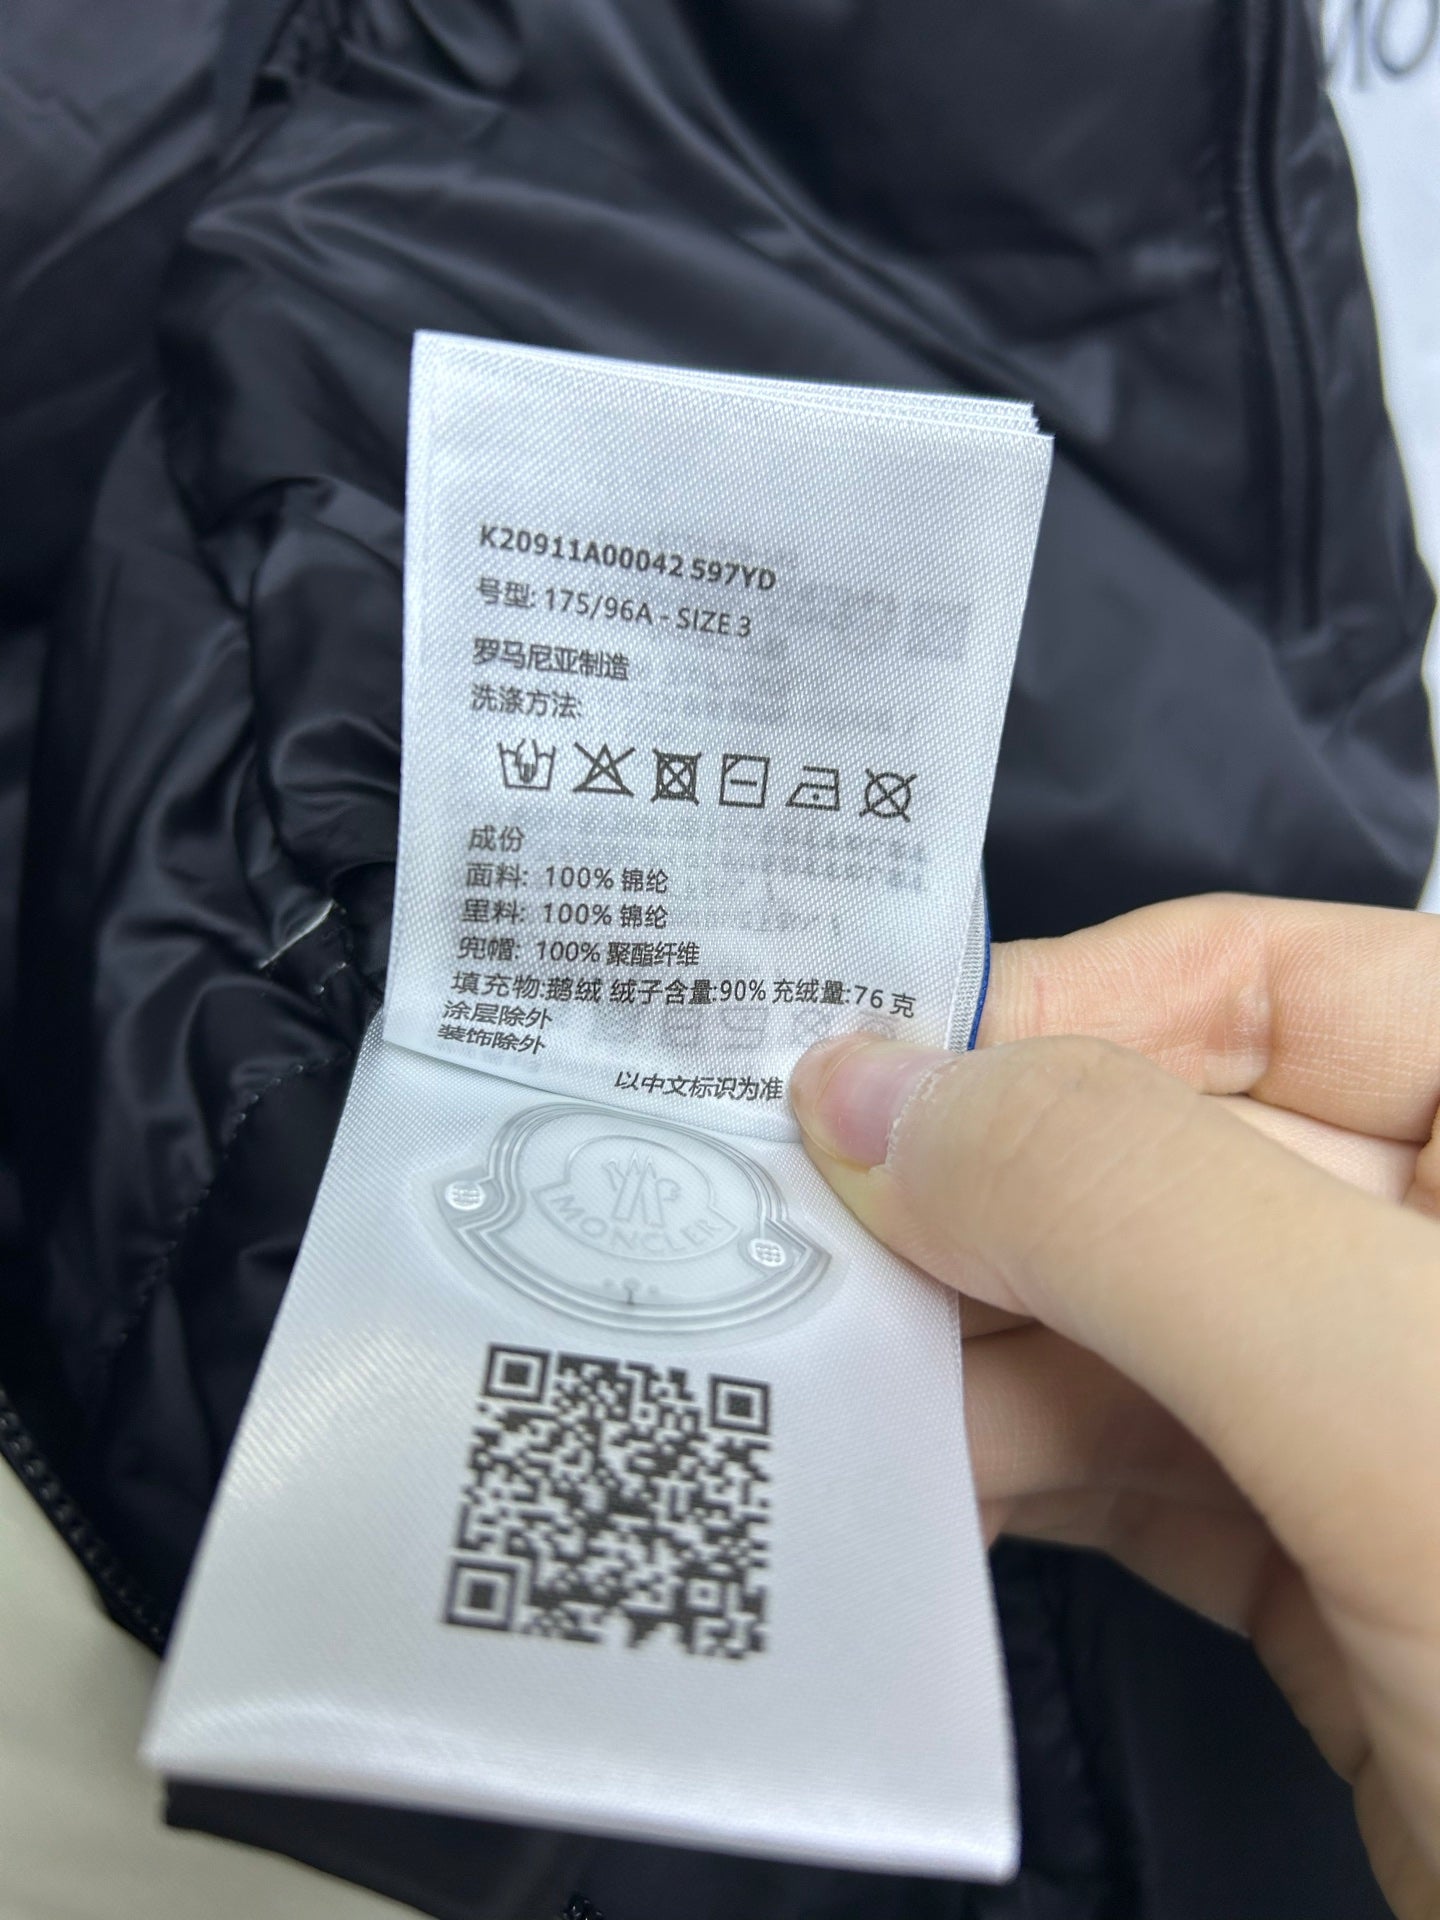 K20911A00042 597YD
号型: 175/96A - SIZE 3
罗马尼亚制造
洗涤方法:
成份
面料: 100% 锦纶
里料: 100% 锦纶
兜帽: 100% 聚酯纤维
填充物:鹅绒 绒子含量:90% 充绒量:76 克
涂层除外
装饰除外
以中文标识为准
MONCLER